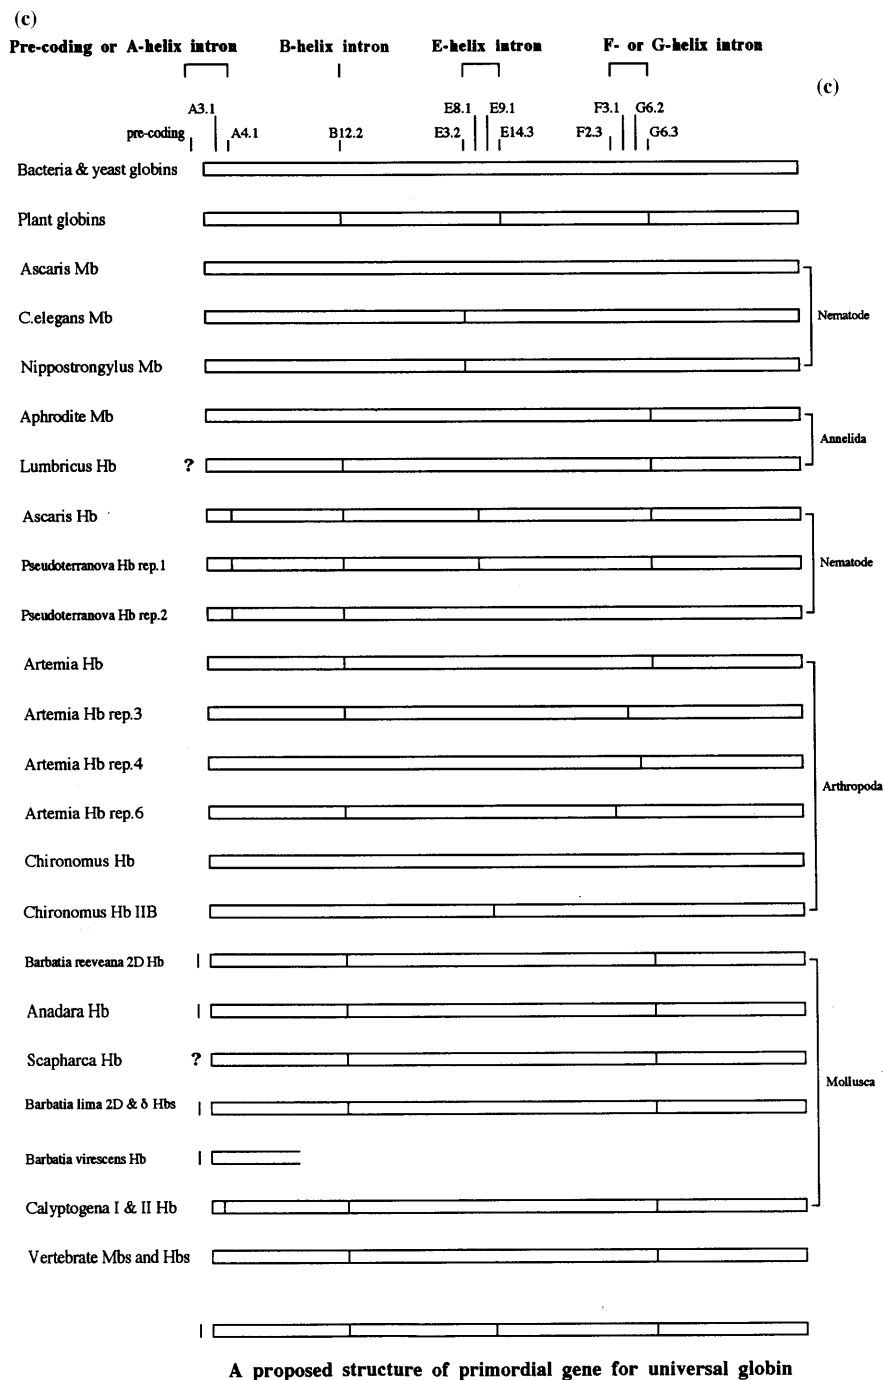 (c)
Pre-coding or A-helix intron B-helix intron E-helix intron F- or G-helix intron
(c)
A3.1 E8.1 E9.1 F3.1 G6.2
pre-coding A4.1 B12.2 E3.2 E14.3 F2.3 G6.3
Bacteria & yeast globins
Plant globins
Ascaris Mb
C.elegans Mb
Nematode
Nippostrongylus Mb
Aphrodite Mb
Annelida
Lumbricus Hb ?
Ascaris Hb
Pseudoterranova Hb rep.1
Nematode
Pseudoterranova Hb rep.2
Artemia Hb
Artemia Hb rep.3
Artemia Hb rep.4
Arthropoda
Artemia Hb rep.6
Chironomus Hb
Chironomus Hb IIB
Barbatia reeveana 2D Hb
Anadara Hb
Scapharca Hb ?
Mollusca
Barbatia lima 2D & δ Hbs
Barbatia virescens Hb
Calyptogena I & II Hb
Vertebrate Mbs and Hbs
A proposed structure of primordial gene for universal globin